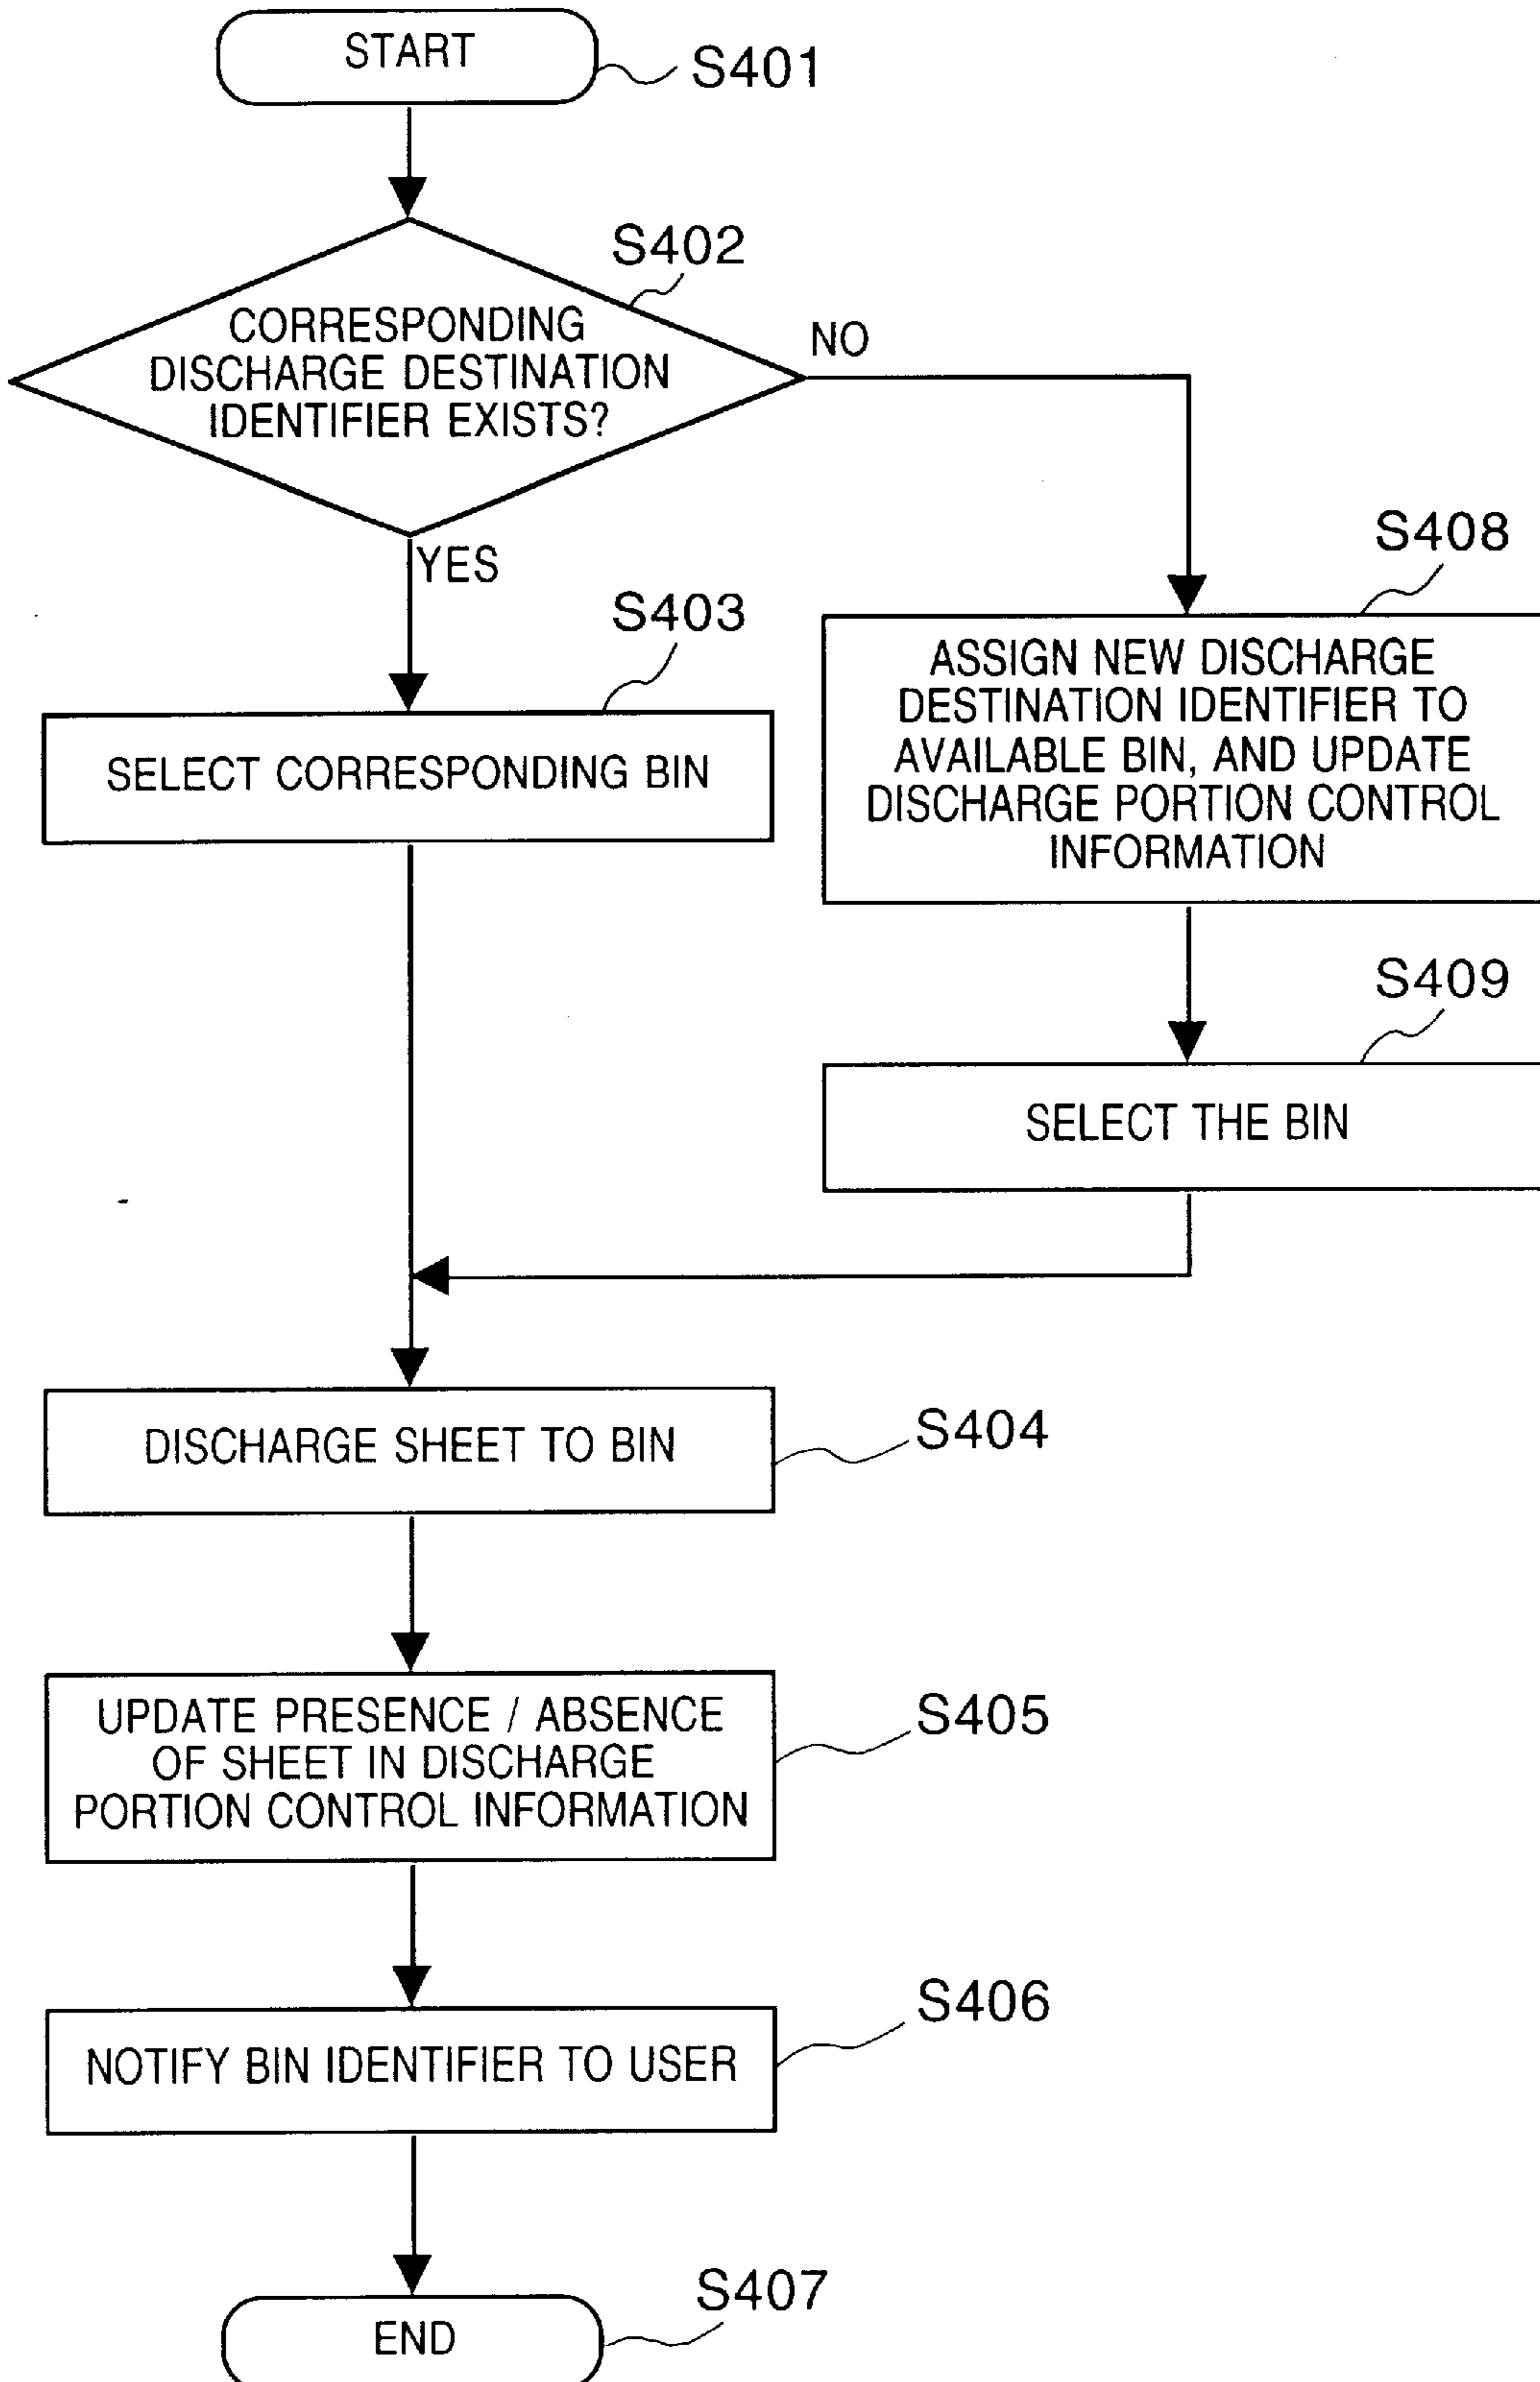 START
S401
S402
CORRESPONDING
DISCHARGE DESTINATION
IDENTIFIER EXISTS?
NO
YES
S403
SELECT CORRESPONDING BIN
S408
ASSIGN NEW DISCHARGE
DESTINATION IDENTIFIER TO
AVAILABLE BIN, AND UPDATE
DISCHARGE PORTION CONTROL
INFORMATION
S409
SELECT THE BIN
DISCHARGE SHEET TO BIN
S404
UPDATE PRESENCE / ABSENCE
OF SHEET IN DISCHARGE
PORTION CONTROL INFORMATION
S405
NOTIFY BIN IDENTIFIER TO USER
S406
END
S407